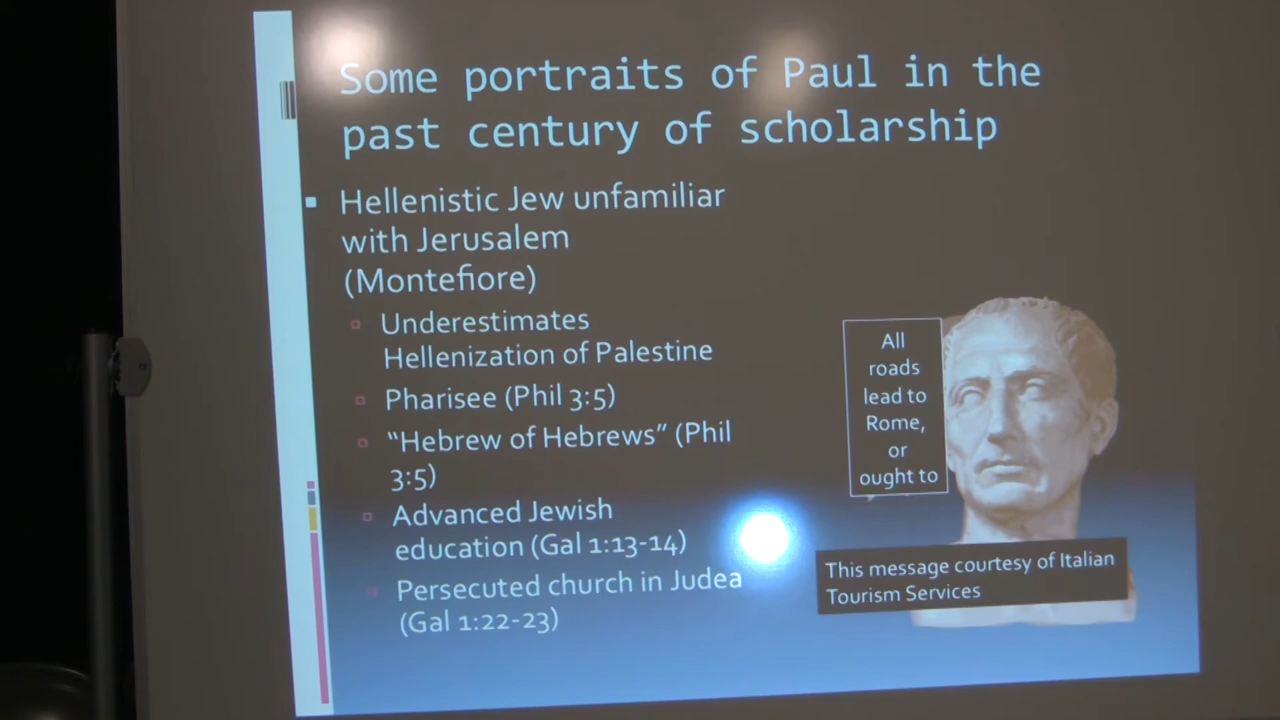 Some portraits of Paul in the
past century of scholarship
Hellenistic Jew unfamiliar
with Jerusalem
(Montefiore)
Underestimates
Hellenization of Palestine
Pharisee (Phil 3:5)
“Hebrew of Hebrews” (Phil
3:5)
Advanced Jewish
education (Gal 1:13-14)
Persecuted church in Judea
(Gal 1:22-23)
All
roads
lead to
Rome,
or
ought to
This message courtesy of Italian
Tourism Services